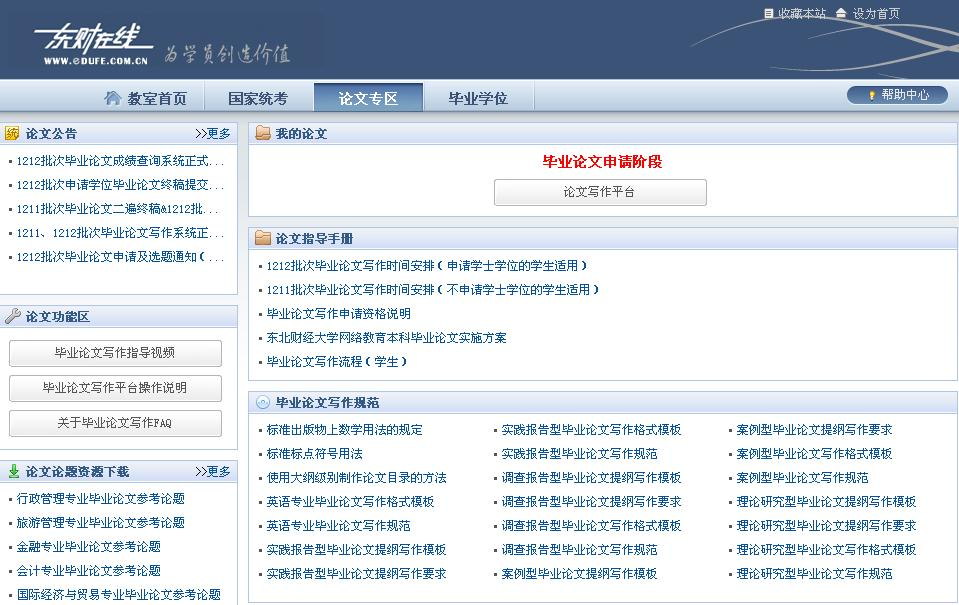 收藏本站 设为首页
东财在线
为学员创造价值
WWW.eDUFE.COM.CN
教室首页 国家统考 论文专区 毕业学位 帮助中心
论文公告 >>更多
1212批次毕业论文成绩查询系统正式...
1212批次申请学位毕业论文终稿提交...
1211批次毕业论文二遍终稿&1212批...
1211、1212批次毕业论文写作系统正...
1212批次毕业论文申请及选题通知(...
论文功能区
毕业论文写作指导视频
毕业论文写作平台操作说明
关于毕业论文写作FAQ
论文论题资源下载 >>更多
行政管理专业毕业论文参考论题
旅游管理专业毕业论文参考论题
金融专业毕业论文参考论题
会计专业毕业论文参考论题
国际经济与贸易专业毕业论文参考论题
我的论文
毕业论文申请阶段
论文写作平台
论文指导手册
1212批次毕业论文写作时间安排(申请学士学位的学生适用)
1211批次毕业论文写作时间安排(不申请学士学位的学生适用)
毕业论文写作申请资格说明
东北财经大学网络教育本科毕业论文实施方案
毕业论文写作流程(学生)
毕业论文写作规范
标准出版物上数学用法的规定
标准标点符号用法
使用大纲级别制作论文目录的方法
英语专业毕业论文写作格式模板
英语专业毕业论文写作规范
实践报告型毕业论文提纲写作模板
实践报告型毕业论文提纲写作要求
实践报告型毕业论文写作格式模板
实践报告型毕业论文写作规范
调查报告型毕业论文提纲写作模板
调查报告型毕业论文提纲写作要求
调查报告型毕业论文写作格式模板
调查报告型毕业论文写作规范
案例型毕业论文提纲写作模板
案例型毕业论文提纲写作要求
案例型毕业论文写作格式模板
案例型毕业论文写作规范
理论研究型毕业论文提纲写作模板
理论研究型毕业论文提纲写作要求
理论研究型毕业论文写作格式模板
理论研究型毕业论文写作规范